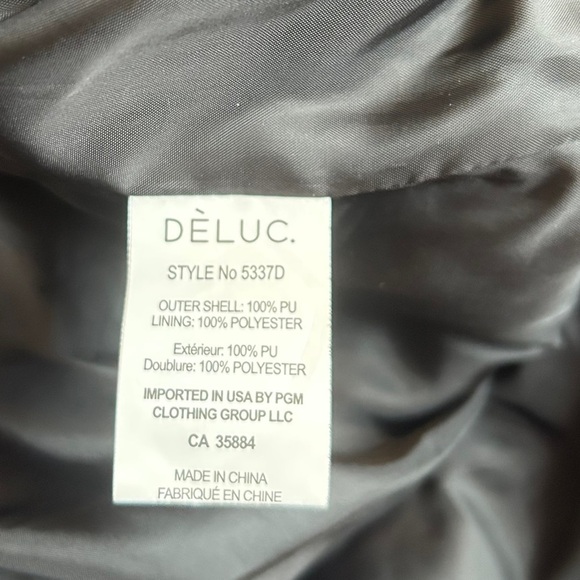 DÈLUC.
STYLE No 5337D
OUTER SHELL: 100% PU
LINING: 100% POLYESTER
Extérieur: 100% PU
Doublure: 100% POLYESTER
IMPORTED IN USA BY PGM
CLOTHING GROUP LLC
CA 35884
MADE IN CHINA
FABRIQUÉ EN CHINE